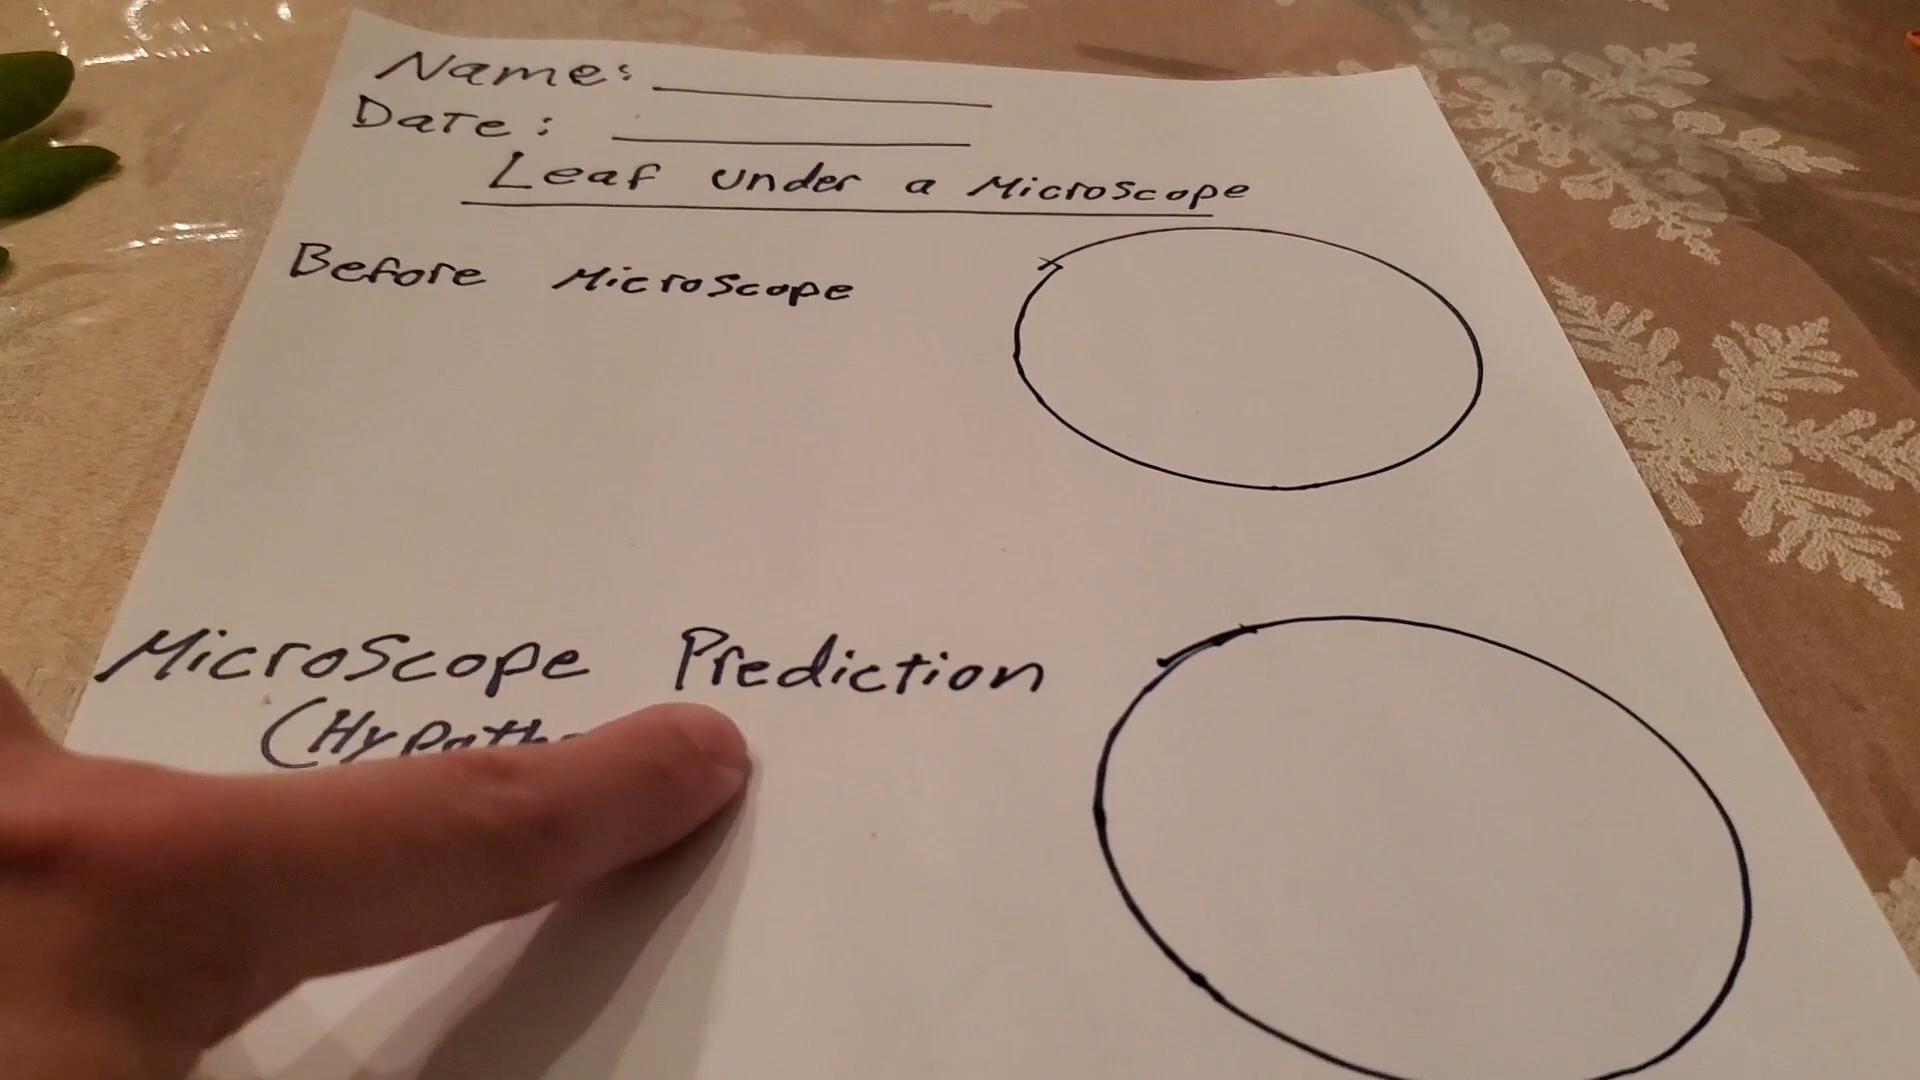 Name:
Date:
Leaf under a Microscope
Before Microscope
Microscope Prediction